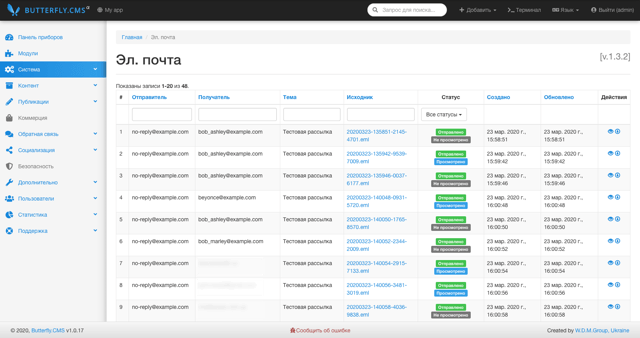 BUTTERFLY.CMS
My app
Запрос для поиска...
Добавить
Терминал
Язык
Выйти (admin)
Панель приборов
Модули
Система
Контент
Публикации
Коммерция
Обратная связь
Социализация
Безопасность
Дополнительно
Пользователи
Статистика
Поддержка
Главная / Эл. почта
Эл. почта
[v.1.3.2]
Показаны записи 1-20 из 48.
# Отправитель Получатель Тема Исходник Статус Создано Обновлено Действия
Все статусы
1 no-reply@example.com bob_ashley@example.com Тестовая рассылка 20200323-135851-2145-4701.eml Отправлено Не просмотрено 23 мар. 2020 г., 15:58:51 23 мар. 2020 г., 15:58:51
2 no-reply@example.com bob_ashley@example.com Тестовая рассылка 20200323-135942-9539-7009.eml Отправлено Просмотрено 23 мар. 2020 г., 15:59:42 23 мар. 2020 г., 15:59:42
3 no-reply@example.com bob_ashley@example.com Тестовая рассылка 20200323-135946-0037-6177.eml Отправлено Не просмотрено 23 мар. 2020 г., 15:59:46 23 мар. 2020 г., 15:59:46
4 no-reply@example.com beyonce@example.com Тестовая рассылка 20200323-140048-0931-5720.eml Отправлено Просмотрено 23 мар. 2020 г., 16:00:48 23 мар. 2020 г., 16:00:48
5 no-reply@example.com bob_ashley@example.com Тестовая рассылка 20200323-140050-1765-8570.eml Отправлено Не просмотрено 23 мар. 2020 г., 16:00:50 23 мар. 2020 г., 16:00:50
6 no-reply@example.com bob_marley@example.com Тестовая рассылка 20200323-140052-2344-2009.eml Отправлено Не просмотрено 23 мар. 2020 г., 16:00:52 23 мар. 2020 г., 16:00:52
7 no-reply@example.com Тестовая рассылка 20200323-140054-2915-7133.eml Отправлено Просмотрено 23 мар. 2020 г., 16:00:54 23 мар. 2020 г., 16:00:54
8 no-reply@example.com Тестовая рассылка 20200323-140056-3481-3019.eml Отправлено Просмотрено 23 мар. 2020 г., 16:00:56 23 мар. 2020 г., 16:00:56
9 no-reply@example.com Тестовая рассылка 20200323-140058-4036-9838.eml Отправлено Не просмотрено 23 мар. 2020 г., 16:00:58 23 мар. 2020 г., 16:00:58
© 2020, Butterfly.CMS v1.0.17
Сообщить об ошибке
Created by W.D.M.Group, Ukraine